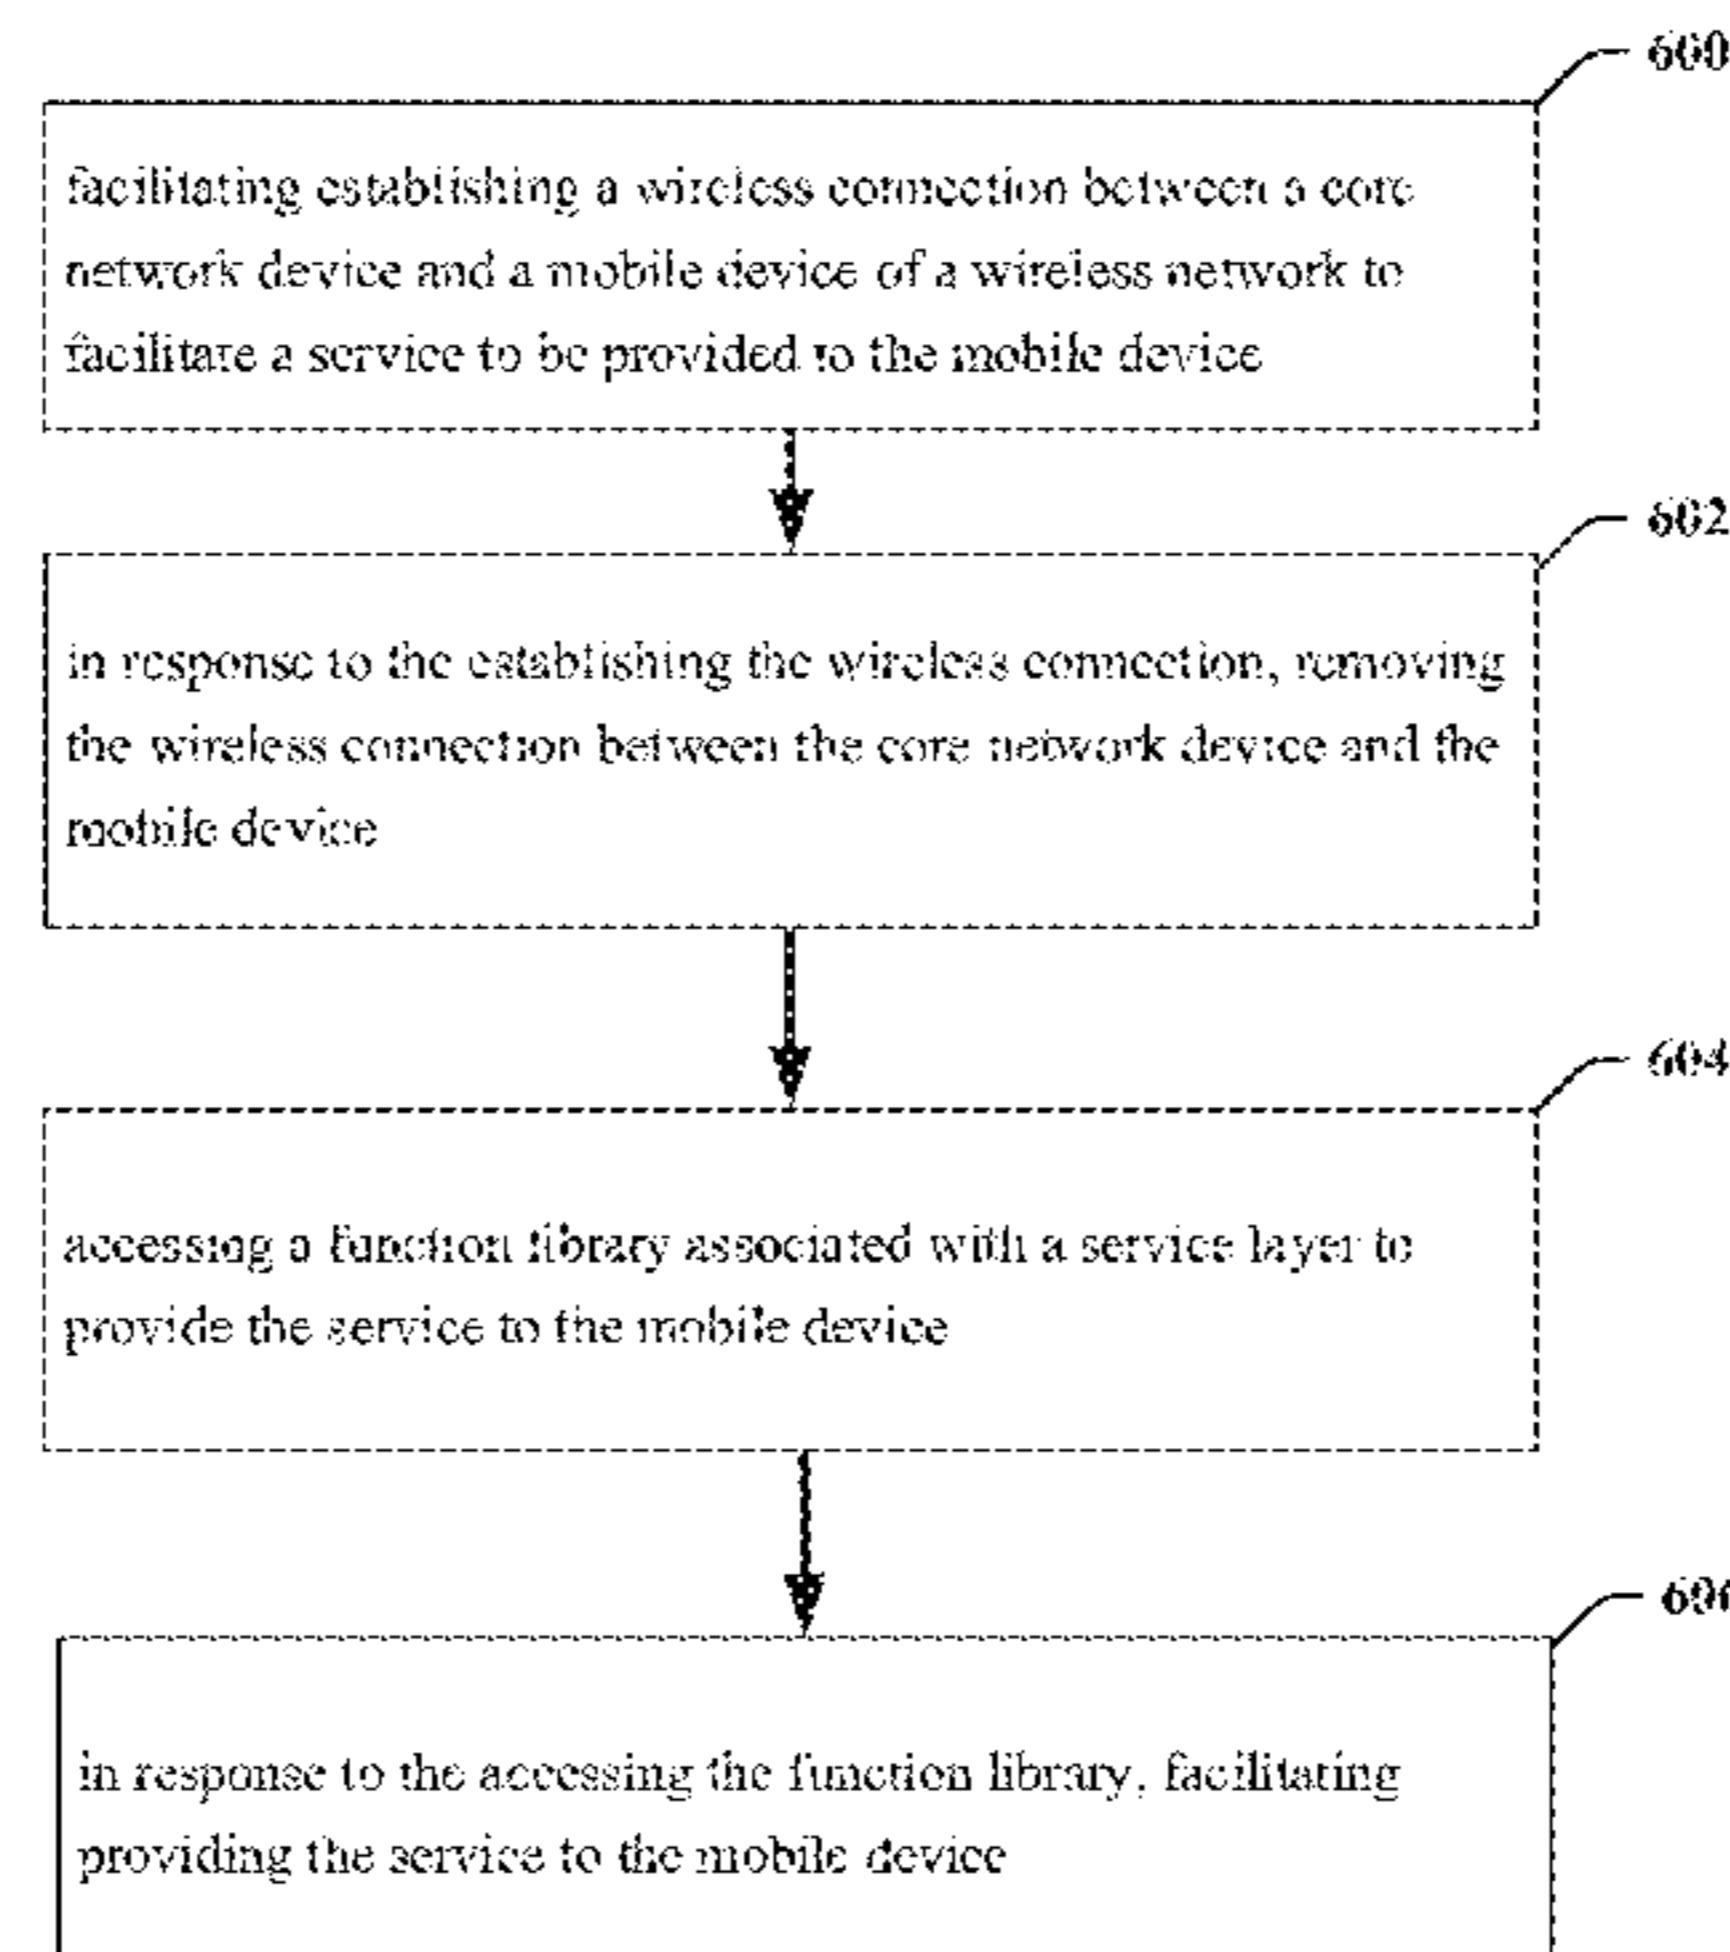 600
facilitating establishing a wireless connection between a core
network device and a mobile device of a wireless network to
facilitate a service to be provided to the mobile device
602
in response to the establishing the wireless connection, removing
the wireless connection between the core network device and the
mobile device
604
accessing a function library associated with a service layer to
provide the service to the mobile device
in response to the accessing the function library, facilitating
providing the service to the mobile device